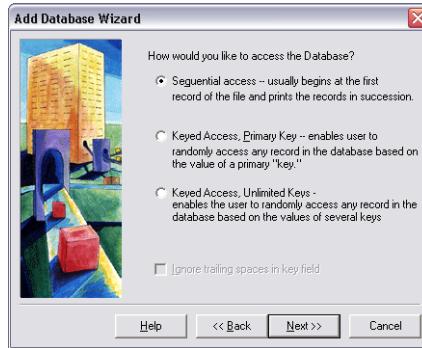 Add Database Wizard
How would you like to access the Database?
Sequential access -- usually begins at the first
record of the file and prints the records in succession.
Keyed Access, Primary Key -- enables user to
randomly access any record in the database based on
the value of a primary "key."
Keyed Access, Unlimited Keys -
enables the user to randomly access any record in the
database based on the values of several keys
Ignore trailing spaces in key field
Help
<< Back
Next >>
Cancel